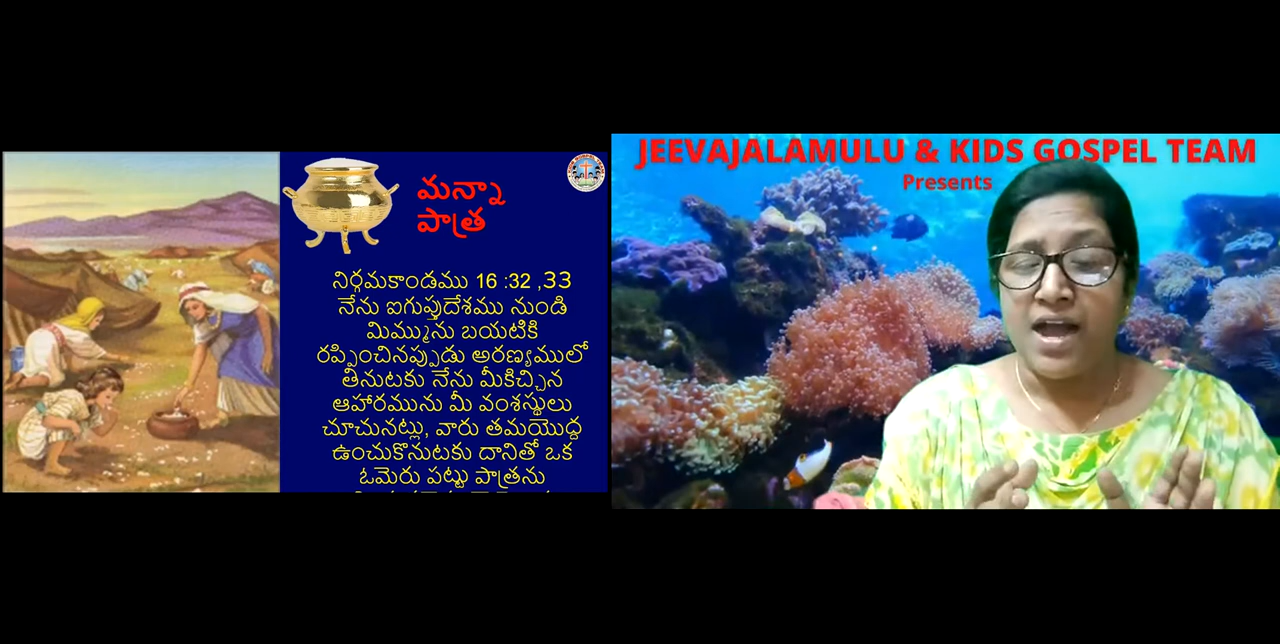 మన్నా
పాత్ర
నిర్గమకాండము 16 :32 ,33
నేను ఐగుప్తుదేశము నుండి
మిమ్మును బయటికి
రప్పించినప్పుడు అరణ్యములో
తినుటకు నేను మీకిచ్చిన
ఆహారమును మీ వంశస్థులు
చూచునట్లు, వారు తమయొద్ద
ఉంచుకొనుటకు దానితో ఒక
ఓమెరు పట్టు పాత్రను
JEEVAJALAMULU & KIDS GOSPEL TEAM
Presents